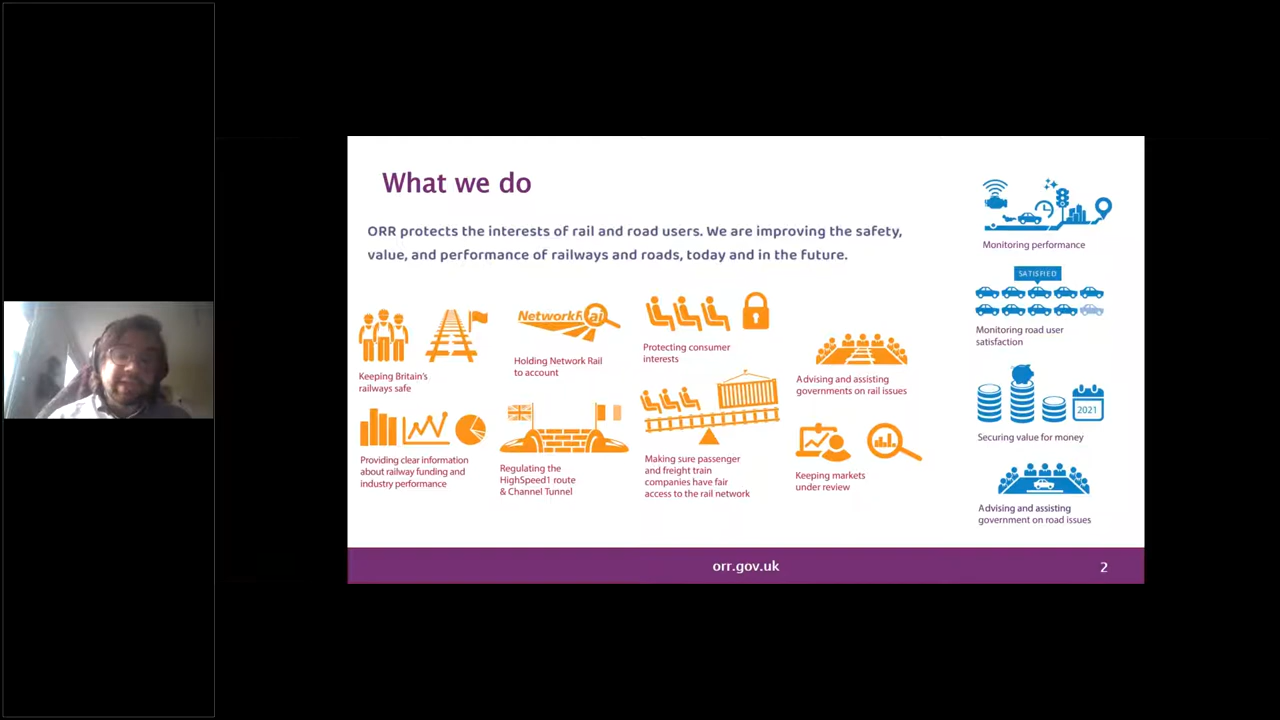 What we do
ORR protects the interests of rail and road users. We are improving the safety,
value, and performance of railways and roads, today and in the future.
Keeping Britain's
railways safe
NetworkRail
Holding Network Rail
to account
Protecting consumer
interests
Advising and assisting
governments on rail issues
Providing clear information
about railway funding and
industry performance
Regulating the
HighSpeed1 route
& Channel Tunnel
Making sure passenger
and freight train
companies have fair
access to the rail network
Keeping markets
under review
Monitoring performance
SATISFIED
Monitoring road user
satisfaction
2021
Securing value for money
Advising and assisting
government on road issues
orr.gov.uk
2